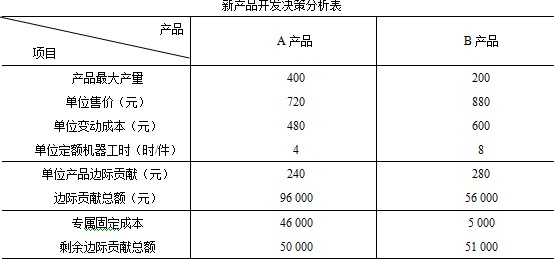 新产品开发决策分析表
产品
项目 A 产品 B 产品
产品最大产量 400 200
单位售价（元） 720 880
单位变动成本（元） 480 600
单位定额机器工时（时/件） 4 8
单位产品边际贡献（元） 240 280
边际贡献总额（元） 96 000 56 000
专属固定成本 46 000 5 000
剩余边际贡献总额 50 000 51 000